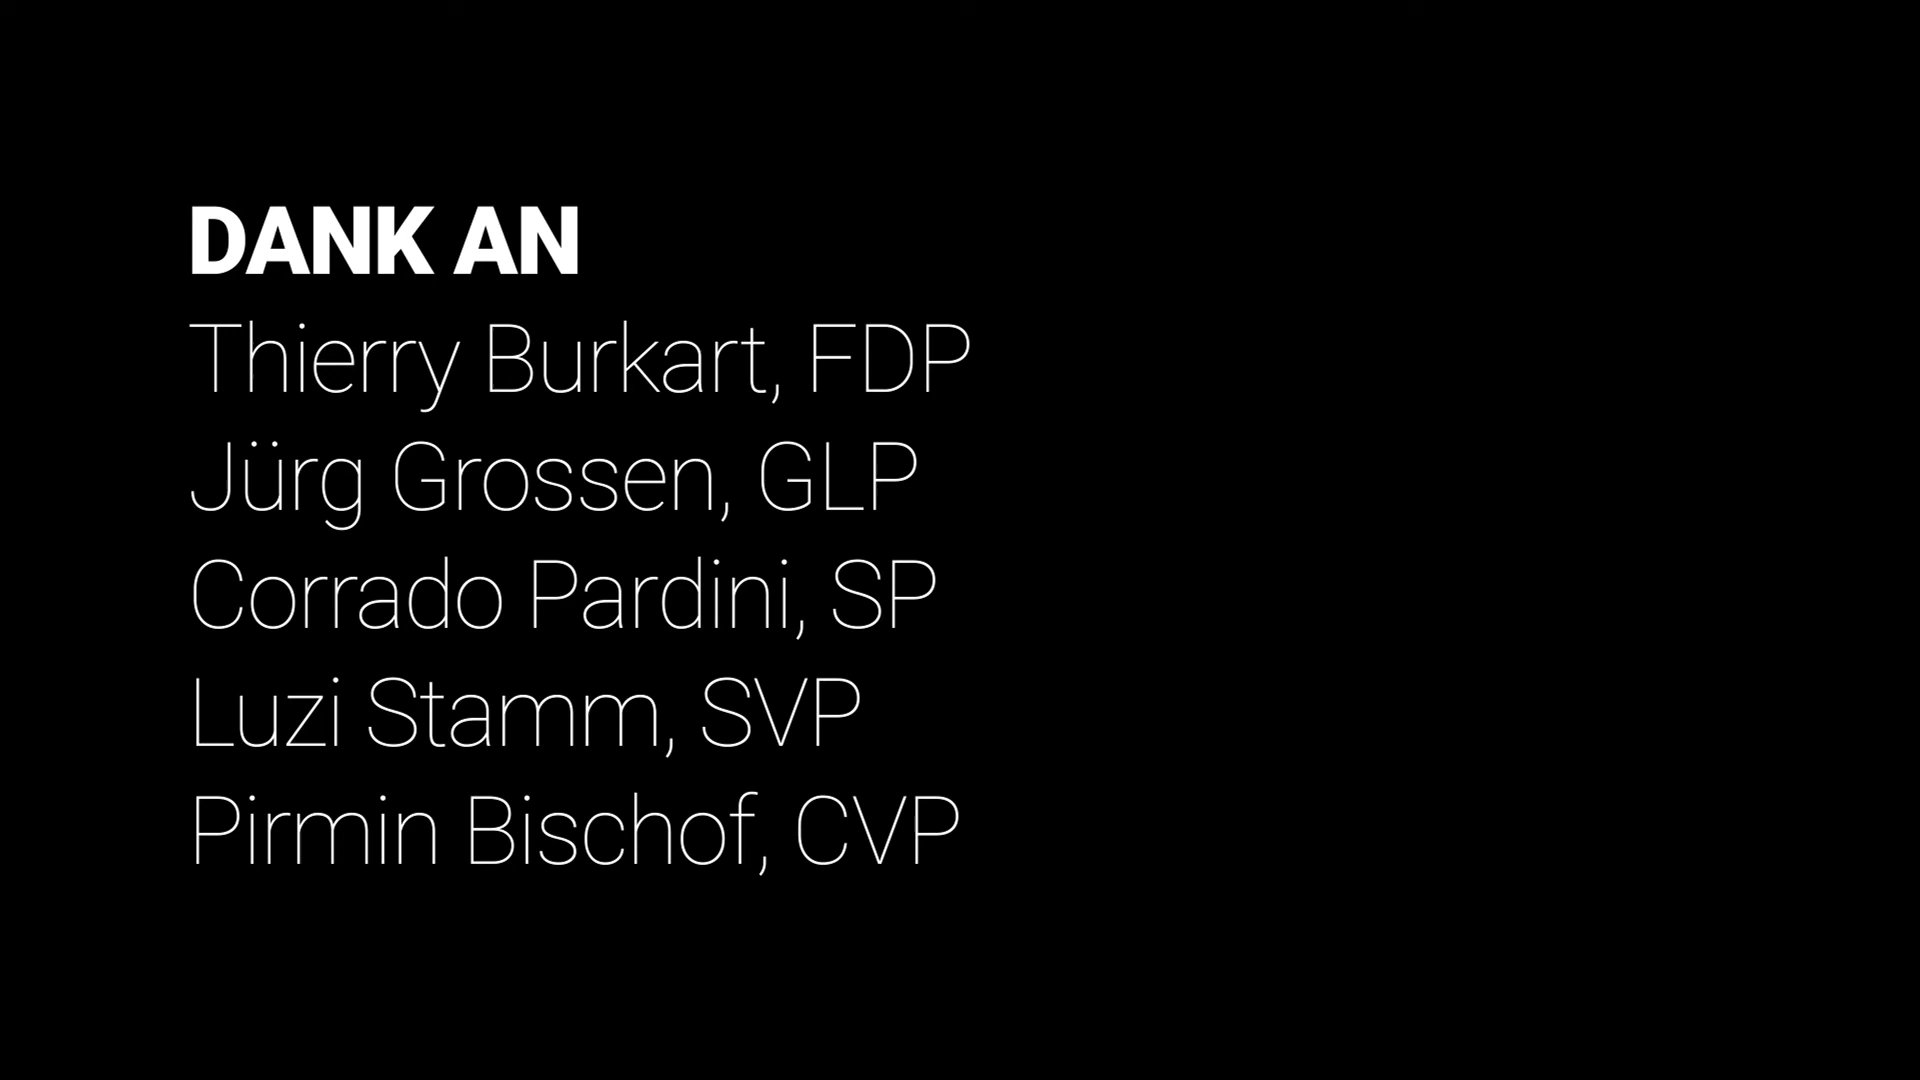 DANK AN
Thierry Burkart, FDP
Jürg Grossen, GLP
Corrado Pardini, SP
Luzi Stamm, SVP
Pirmin Bischof, CVP